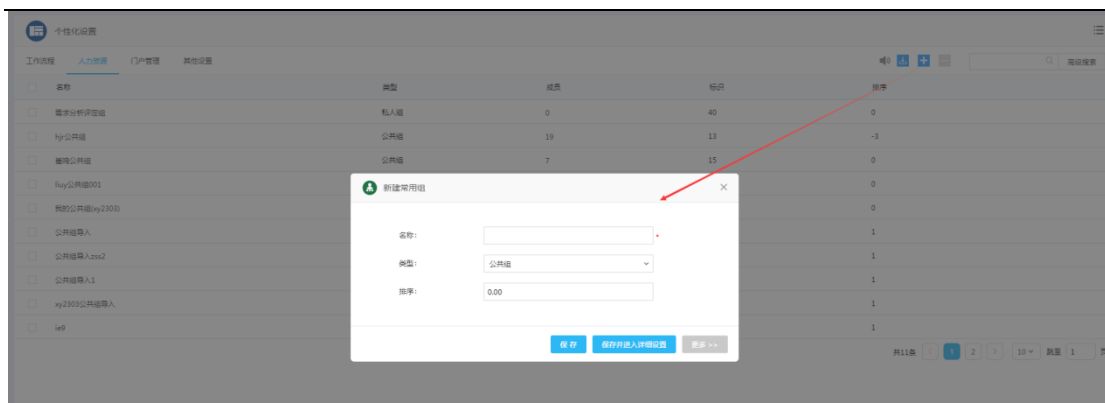 个性化设置
工作流程 人力资源 门户管理 其他设置 高级搜索
名称 类型 成员 标识 排序
需求分析评控组 私人组 0 40 0
hjr公共组 公共组 19 13 -3
公共组 7 15 0
liuy公共组001 0
我的公共组(xy2303) 0
公共组导入 1
公共组导入zss2 1
公共组导入1 1
xy2303公共组导入 1
ie9 1
新建常用组
名称:
类型: 公共组
排序: 0.00
保存 保存并进入详细设置 更多 >>
共11条 1 2 10 跳至 1